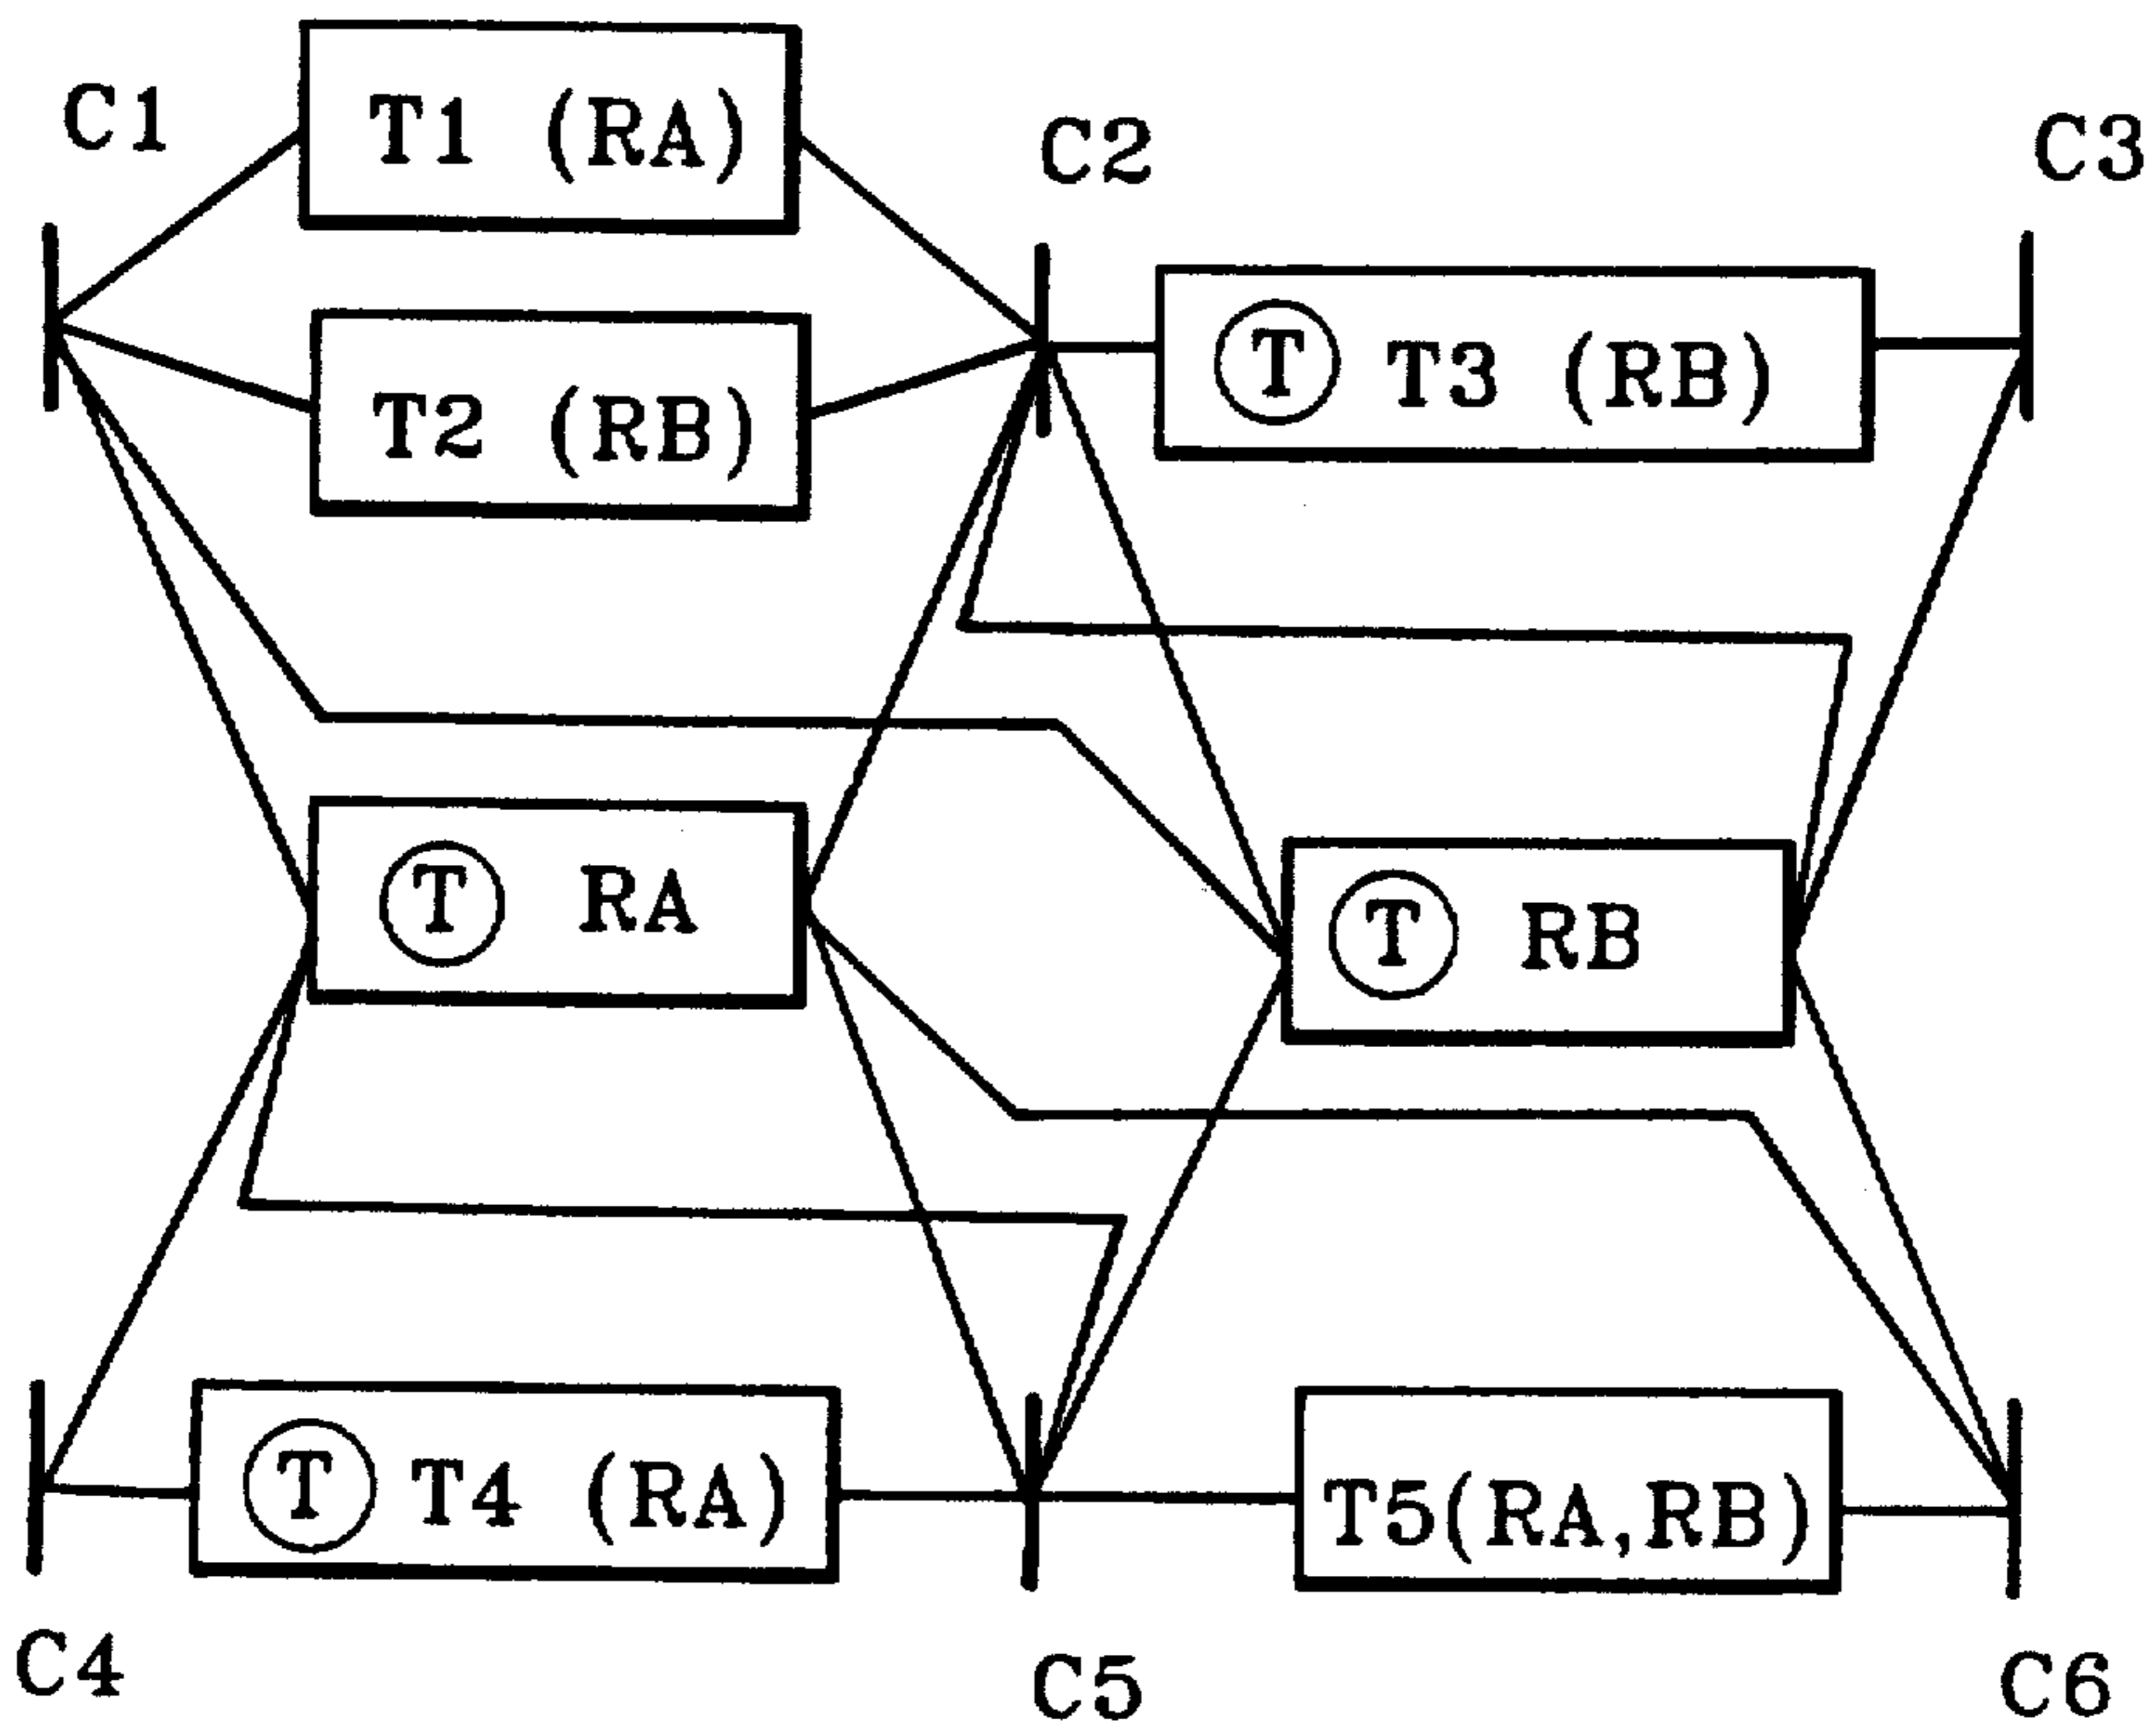 C1
T1 (RA)
C2
C3
T2 (RB)
T T3 (RB)
T RA
T RB
T T4 (RA)
T5(RA,RB)
C4
C5
C6